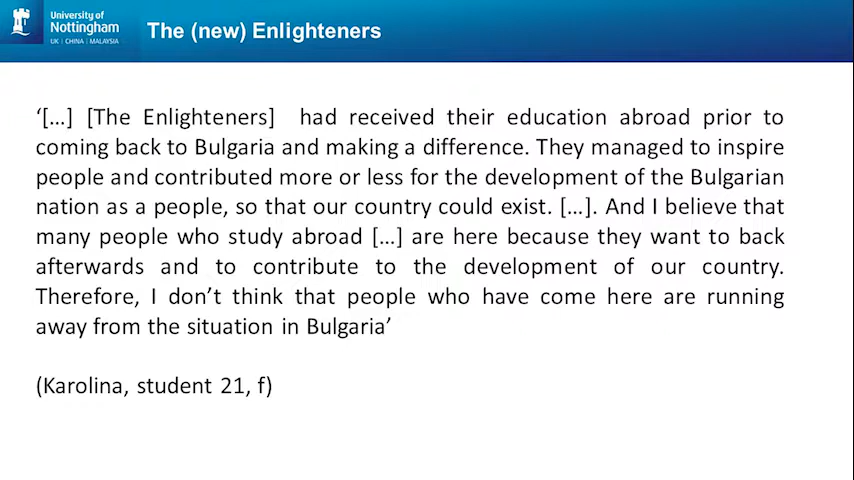 University of
Nottingham
UK | CHINA | MALAYSIA
The (new) Enlighteners
‘[…] [The Enlighteners] had received their education abroad prior to
coming back to Bulgaria and making a difference. They managed to inspire
people and contributed more or less for the development of the Bulgarian
nation as a people, so that our country could exist. […]. And I believe that
many people who study abroad […] are here because they want to back
afterwards and to contribute to the development of our country.
Therefore, I don’t think that people who have come here are running
away from the situation in Bulgaria’
(Karolina, student 21, f)